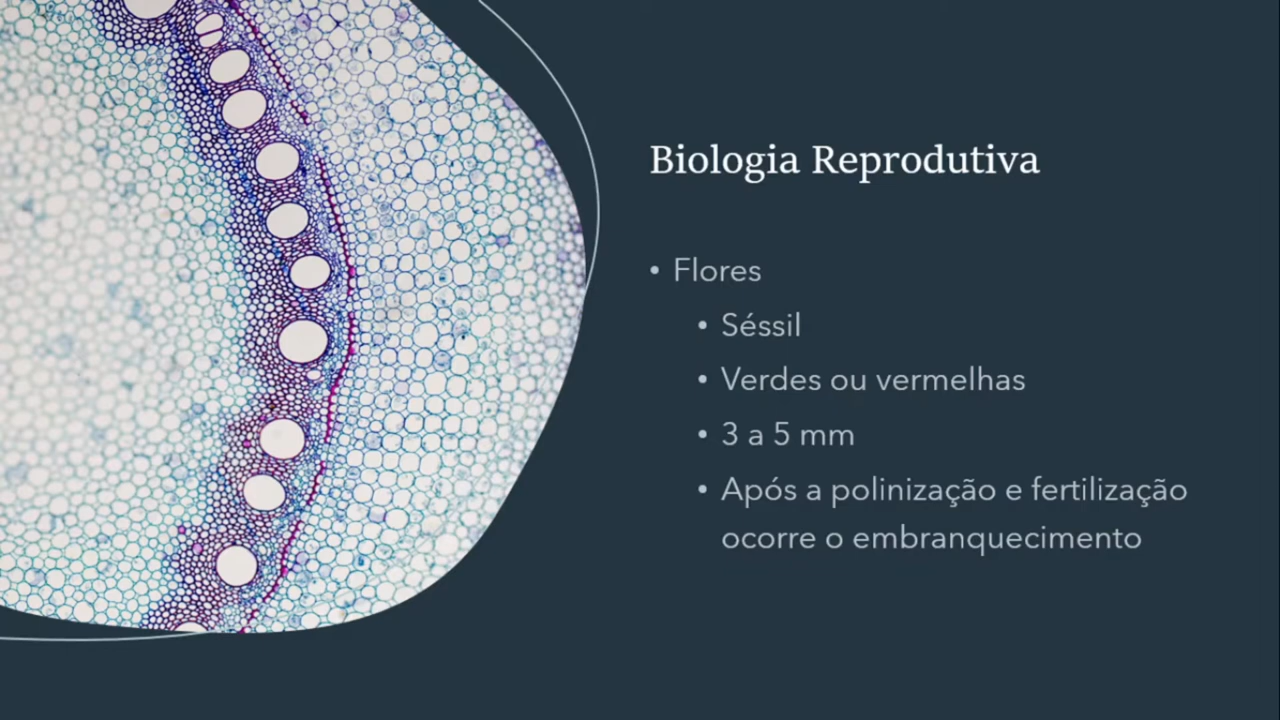 Biologia Reprodutiva
• Flores
• Séssil
• Verdes ou vermelhas
• 3 a 5 mm
• Após a polinização e fertilização
ocorre o embranquecimento